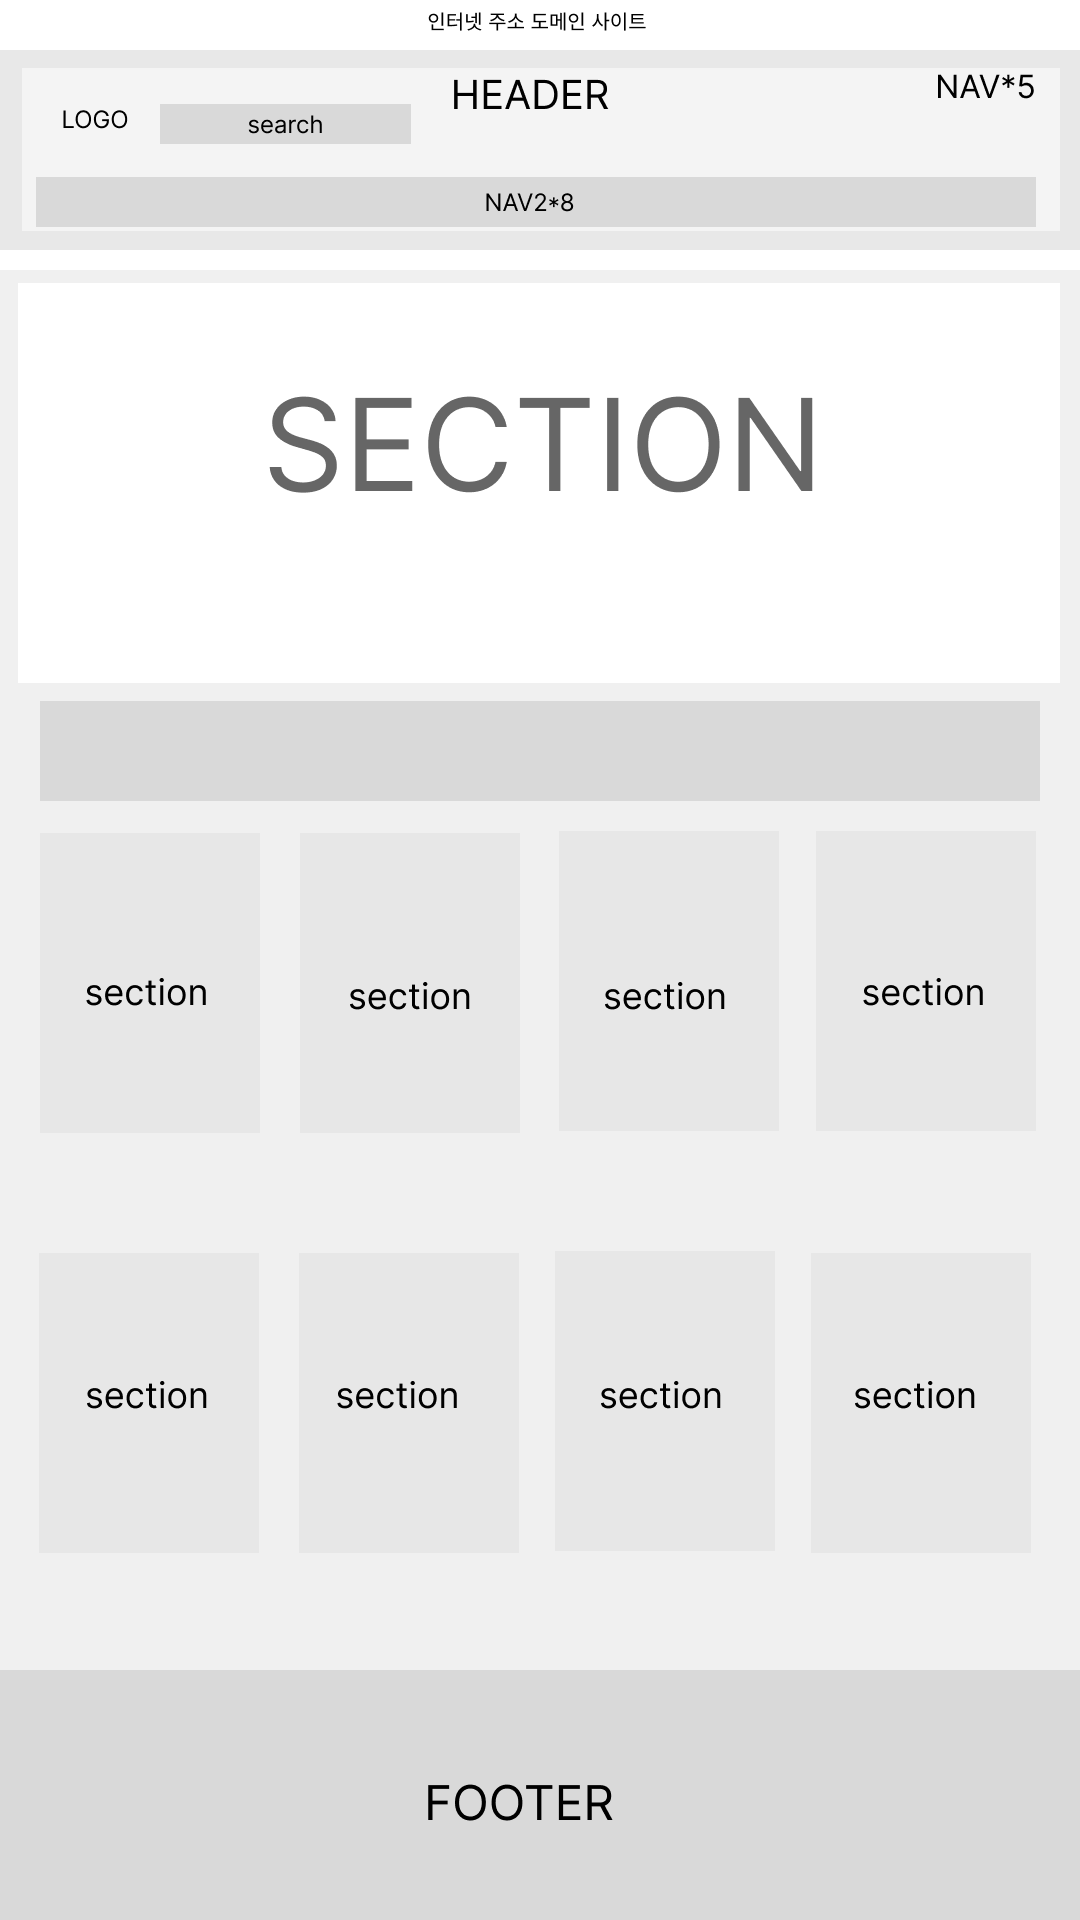 인터넷 주소 도메인 사이트
HEADER
NAV*5
LOGO
search
NAV2*8
SECTION
section
section
section
section
section
section
section
section
FOOTER